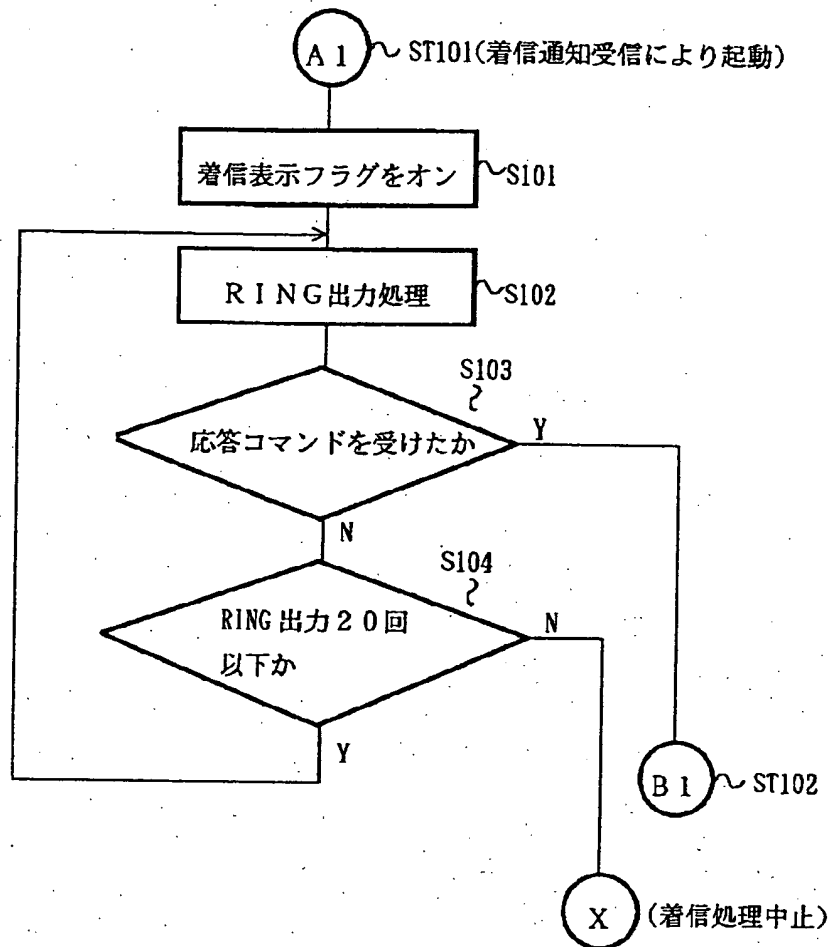 A1
ST101(着信通知受信により起動)
着信表示フラグをオン
S101
RING出力処理
S102
S103
応答コマンドを受けたか
Y
N
S104
RING出力20回
以下か
N
Y
B1
ST102
X
(着信処理中止)